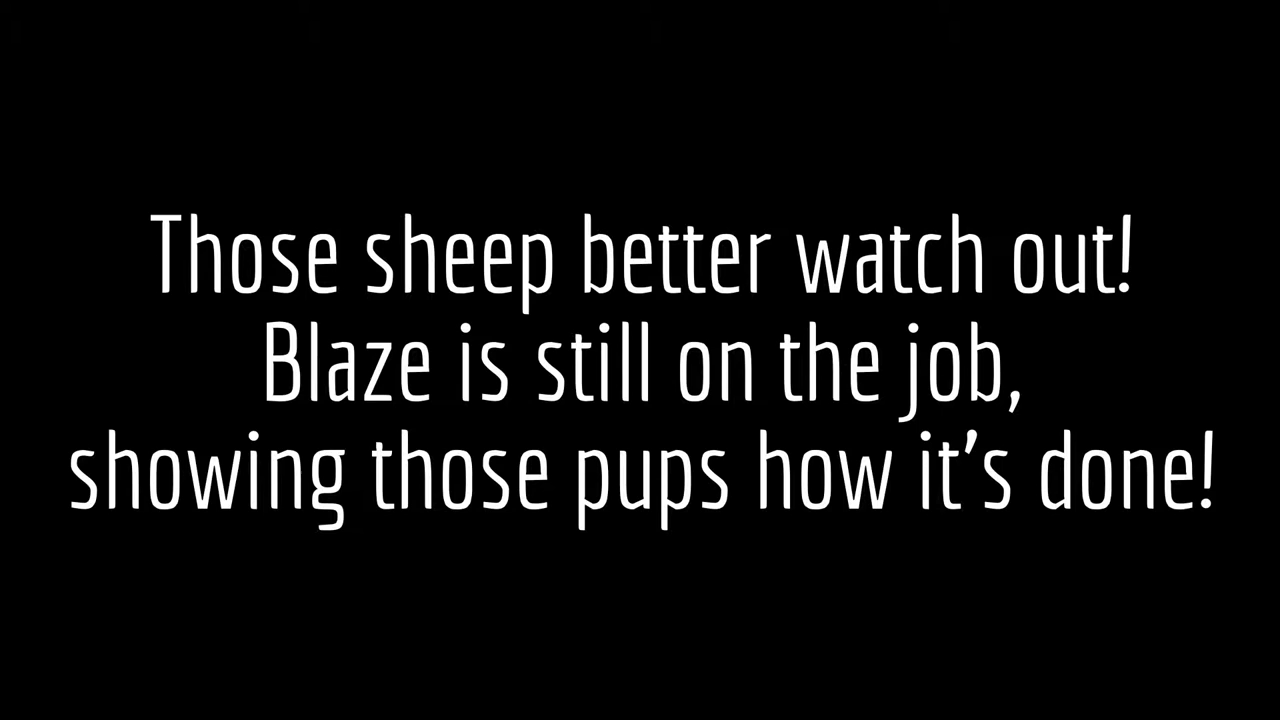 Those sheep better watch out!
Blaze is still on the job,
showing those pups how it’s done!